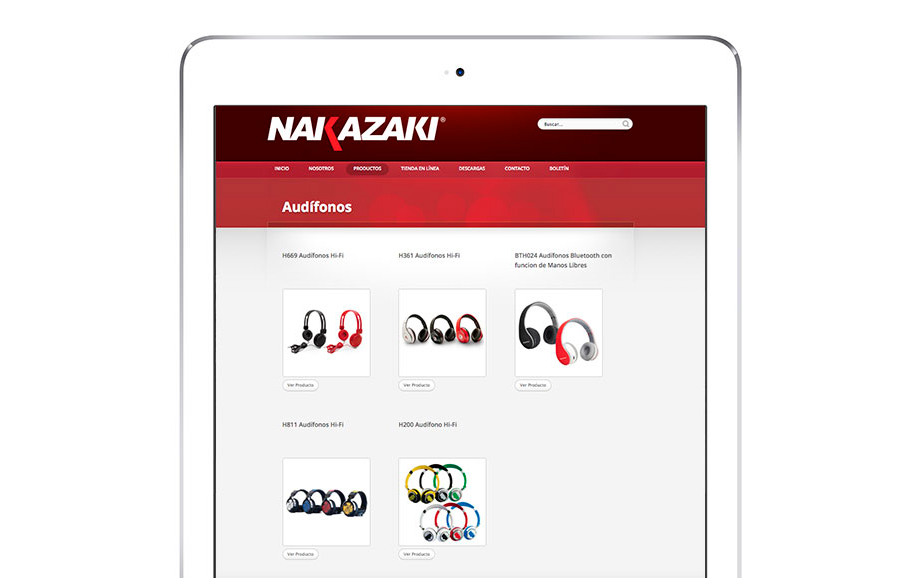 NAKAZAKI®
Buscar...
INICIO NOSOTROS PRODUCTOS TIENDA EN LÍNEA DESCARGAS CONTACTO BOLETÍN
Audífonos
H669 Audífonos Hi-Fi
H361 Audífonos Hi-Fi
BTH024 Audífonos Bluetooth con
funcion de Manos Libres
Ver Producto
Ver Producto
Ver Producto
H811 Audífonos Hi-Fi
H200 Audífono Hi-Fi
Ver Producto
Ver Producto